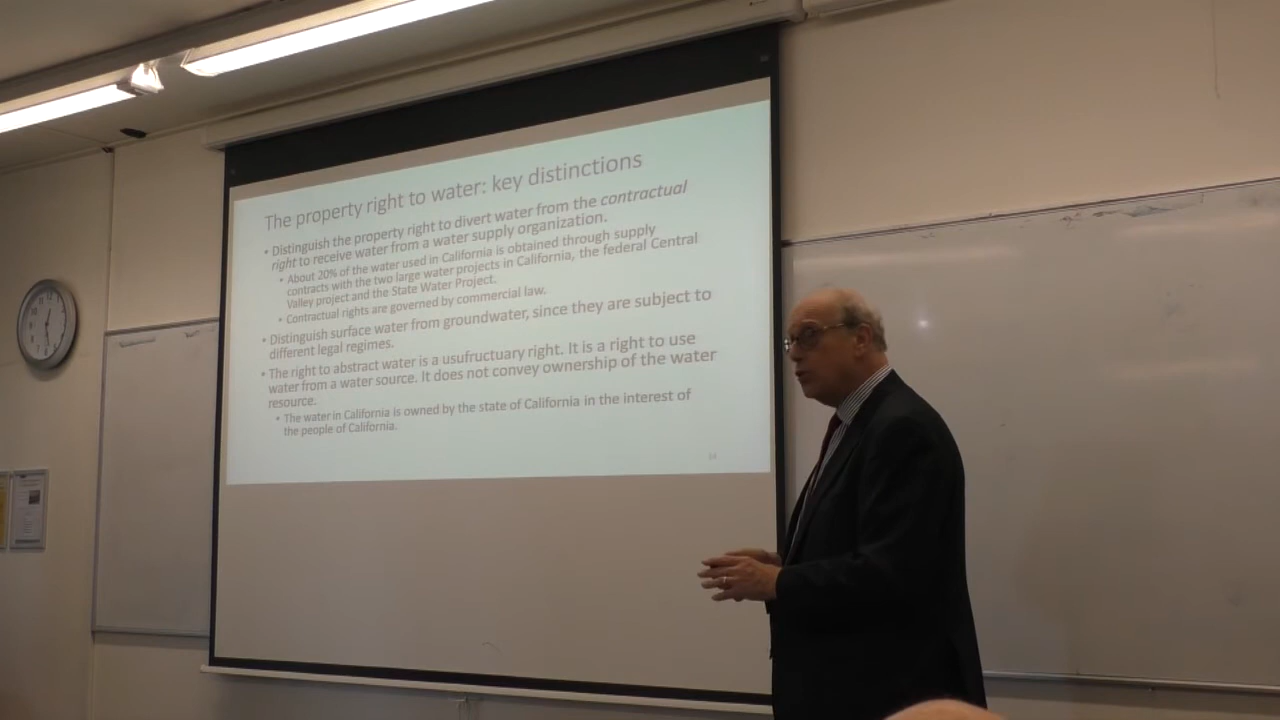 The property right to water: key distinctions
• Distinguish the property right to divert water from the contractual
right to receive water from a water supply organization.
• About 20% of the water used in California is obtained through supply
contracts with the two large water projects in California, the federal Central
Valley project and the State Water Project.
• Contractual rights are governed by commercial law.
• Distinguish surface water from groundwater, since they are subject to
different legal regimes.
• The right to abstract water is a usufructuary right. It is a right to use
water from a water source. It does not convey ownership of the water
resource.
• The water in California is owned by the state of California in the interest of
the people of California.